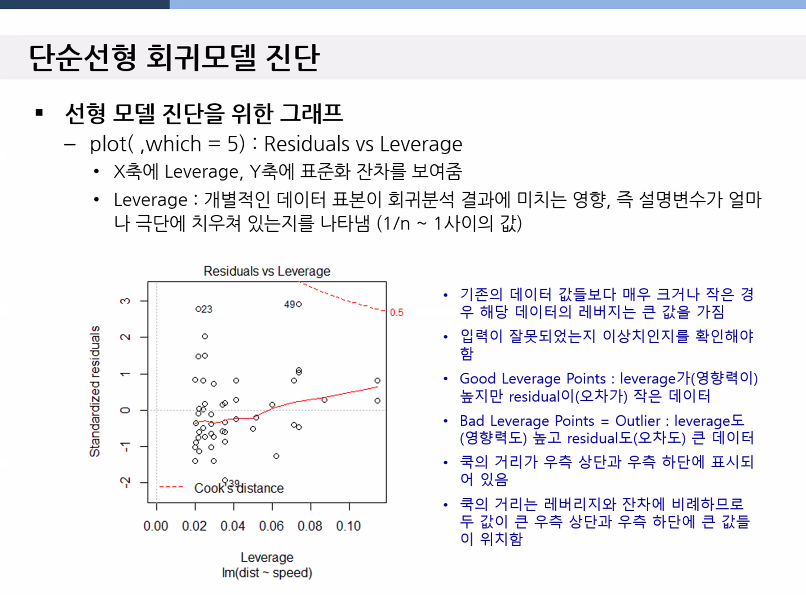 단순선형 회귀모델 진단
▪ 선형 모델 진단을 위한 그래프
– plot( ,which = 5) : Residuals vs Leverage
• X축에 Leverage, Y축에 표준화 잔차를 보여줌
• Leverage : 개별적인 데이터 표본이 회귀분석 결과에 미치는 영향, 즉 설명변수가 얼마
나 극단에 치우쳐 있는지를 나타냄 (1/n ~ 1사이의 값)
Residuals vs Leverage
Standardized residuals
3
2
1
0
-1
-2
23
49
39
0.5
Cook's distance
0.00 0.02 0.04 0.06 0.08 0.10
Leverage
lm(dist ~ speed)
• 기존의 데이터 값들보다 매우 크거나 작은 경
우 해당 데이터의 레버지는 큰 값을 가짐
• 입력이 잘못되었는지 이상치인지를 확인해야
함
• Good Leverage Points : leverage가(영향력이)
높지만 residual이(오차가) 작은 데이터
• Bad Leverage Points = Outlier : leverage도
(영향력도) 높고 residual도(오차도) 큰 데이터
• 쿡의 거리가 우측 상단과 우측 하단에 표시되
어 있음
• 쿡의 거리는 레버리지와 잔차에 비례하므로
두 값이 큰 우측 상단과 우측 하단에 큰 값들
이 위치함